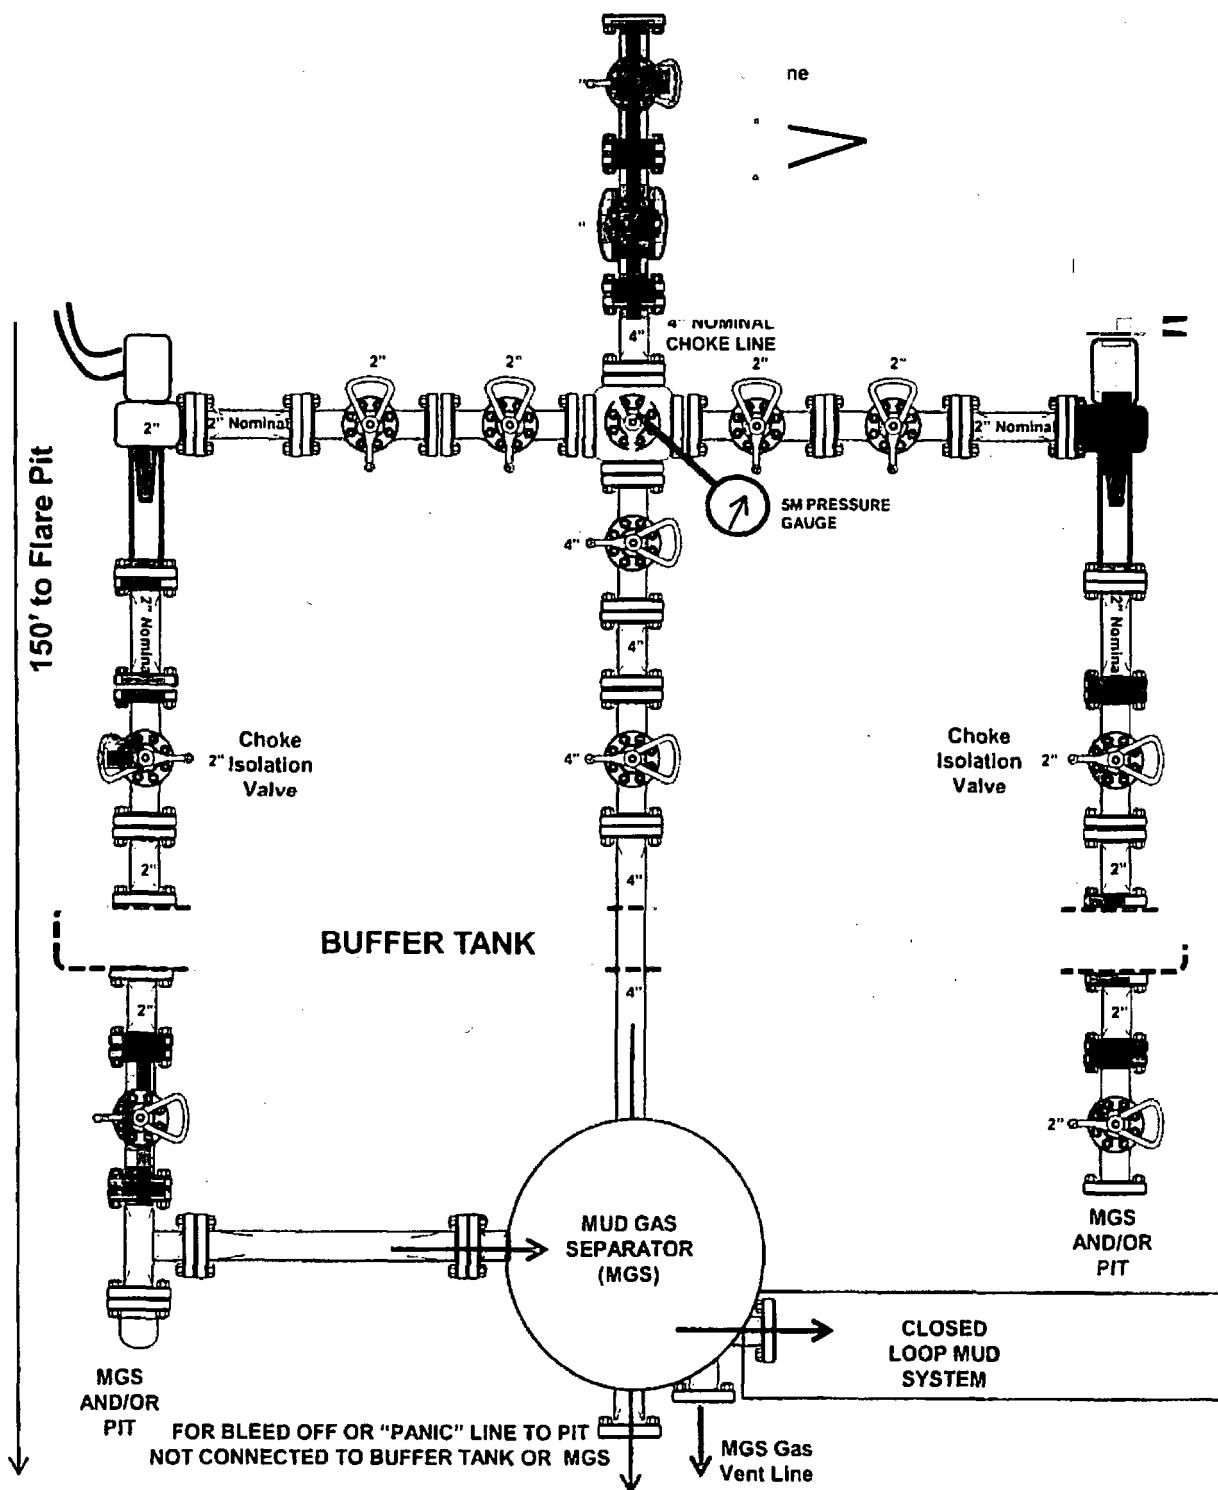 ne
4" NOMINAL
CHOKE LINE
4"
2"
2"
2"
2"
2"
2" Nominal
2" Nominal
5M PRESSURE
GAUGE
4"
150' to Flare Pit
2" Nominal
4"
2" Nominal
Choke
Isolation
Valve
2"
4"
Choke
Isolation
Valve
2"
2"
4"
2"
BUFFER TANK
2"
4"
2"
2"
MUD GAS
SEPARATOR
(MGS)
MGS
AND/OR
PIT
CLOSED
LOOP MUD
SYSTEM
MGS
AND/OR
PIT
FOR BLEED OFF OR "PANIC" LINE TO PIT
NOT CONNECTED TO BUFFER TANK OR MGS
MGS Gas
Vent Line